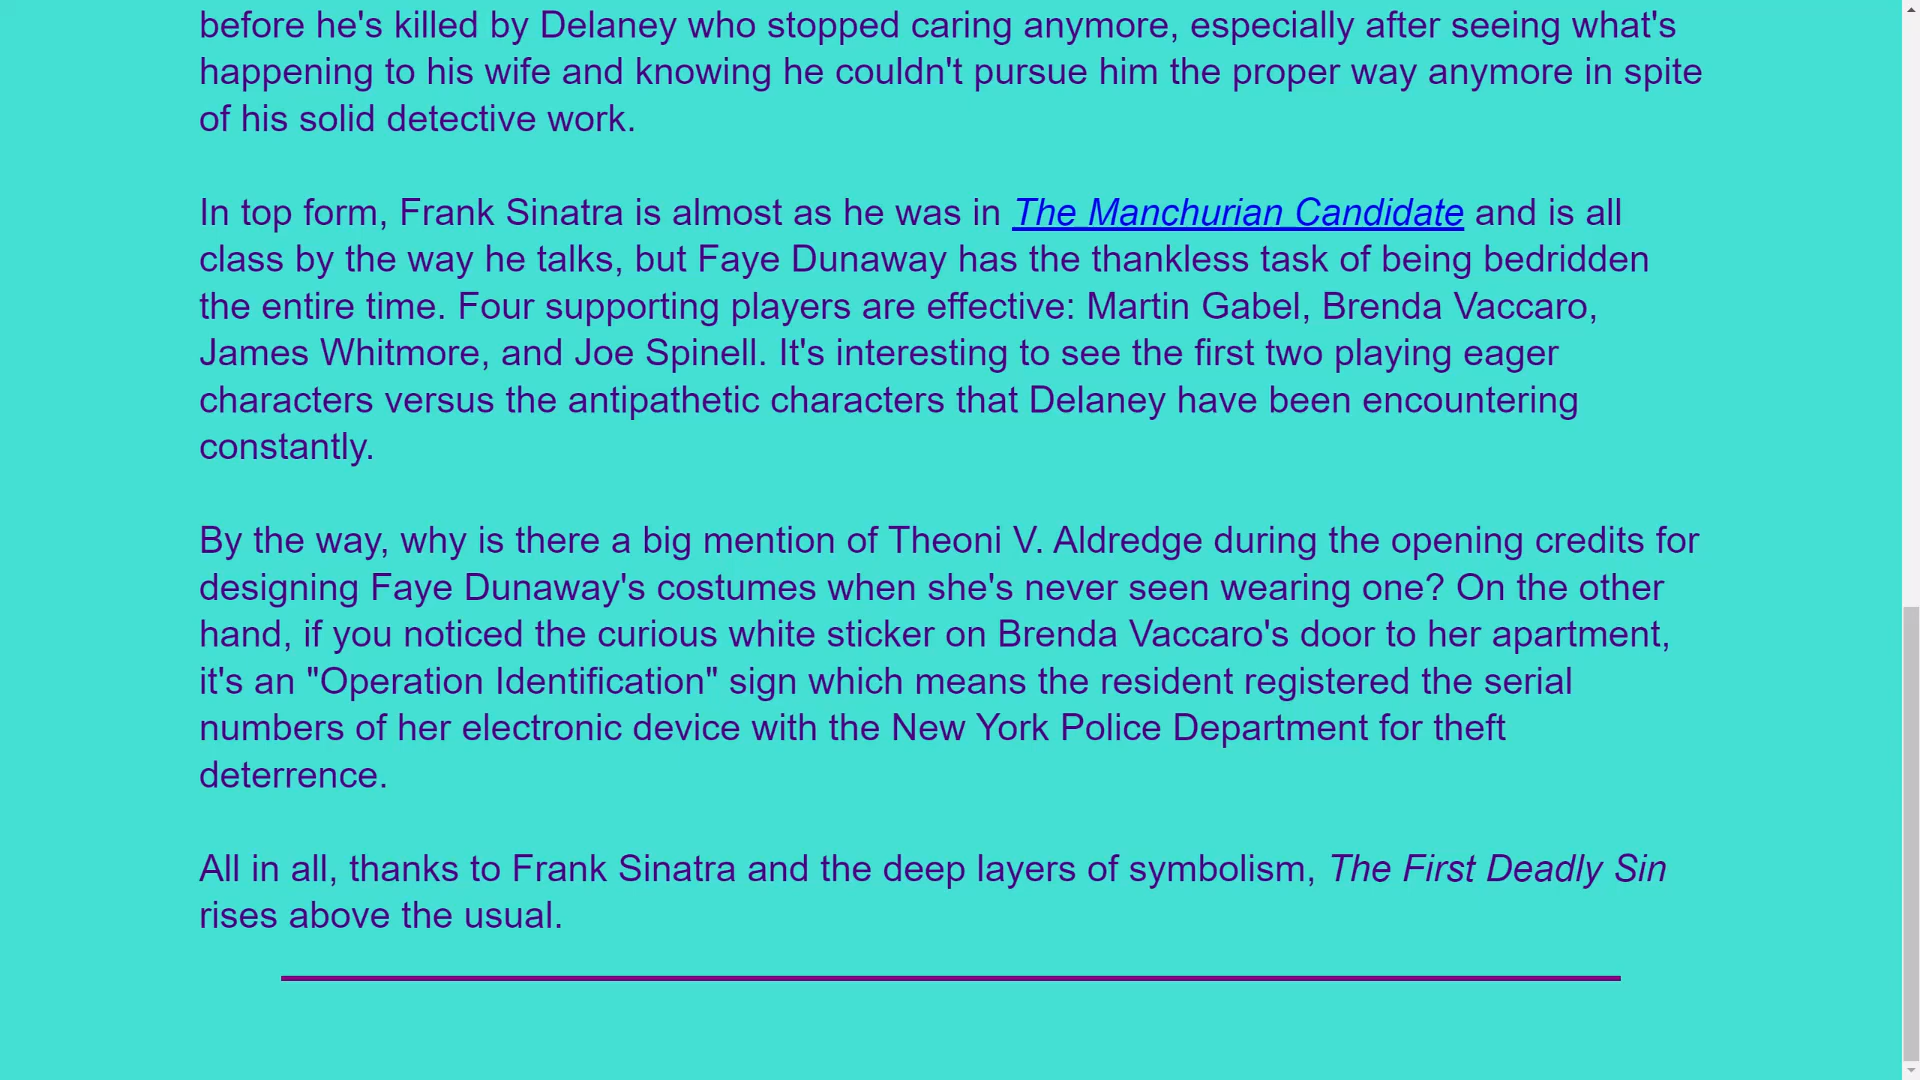 before he's killed by Delaney who stopped caring anymore, especially after seeing what's
happening to his wife and knowing he couldn't pursue him the proper way anymore in spite
of his solid detective work.
In top form, Frank Sinatra is almost as he was in The Manchurian Candidate and is all
class by the way he talks, but Faye Dunaway has the thankless task of being bedridden
the entire time. Four supporting players are effective: Martin Gabel, Brenda Vaccaro,
James Whitmore, and Joe Spinell. It's interesting to see the first two playing eager
characters versus the antipathetic characters that Delaney have been encountering
constantly.
By the way, why is there a big mention of Theoni V. Aldredge during the opening credits for
designing Faye Dunaway's costumes when she's never seen wearing one? On the other
hand, if you noticed the curious white sticker on Brenda Vaccaro's door to her apartment,
it's an "Operation Identification" sign which means the resident registered the serial
numbers of her electronic device with the New York Police Department for theft
deterrence.
All in all, thanks to Frank Sinatra and the deep layers of symbolism, The First Deadly Sin
rises above the usual.